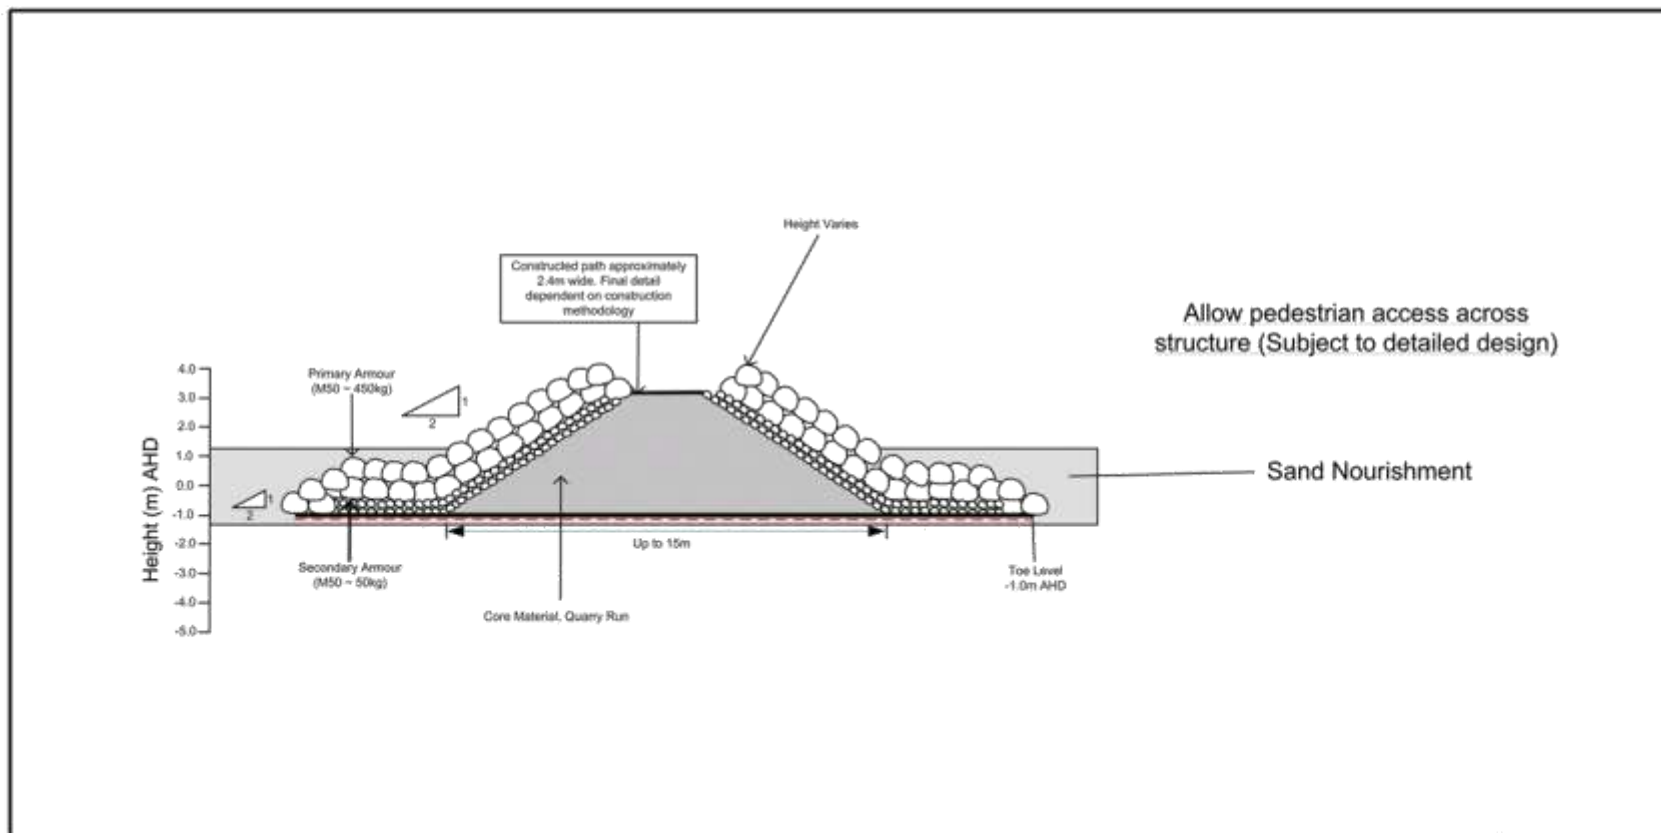 Height Varies
Constructed path approximately
2.4m wide. Final detail
dependent on construction
methodology
Allow pedestrian access across
structure (Subject to detailed design)
Primary Armour
(M50 ~ 450kg)
1
2
4.0
3.0
2.0
1.0
0.0
-1.0
-2.0
-3.0
-4.0
-5.0
Height (m) AHD
Sand Nourishment
1
2
Up to 15m
Secondary Armour
(M50 ~ 50kg)
Toe Level
-1.0m AHD
Core Material, Quarry Run